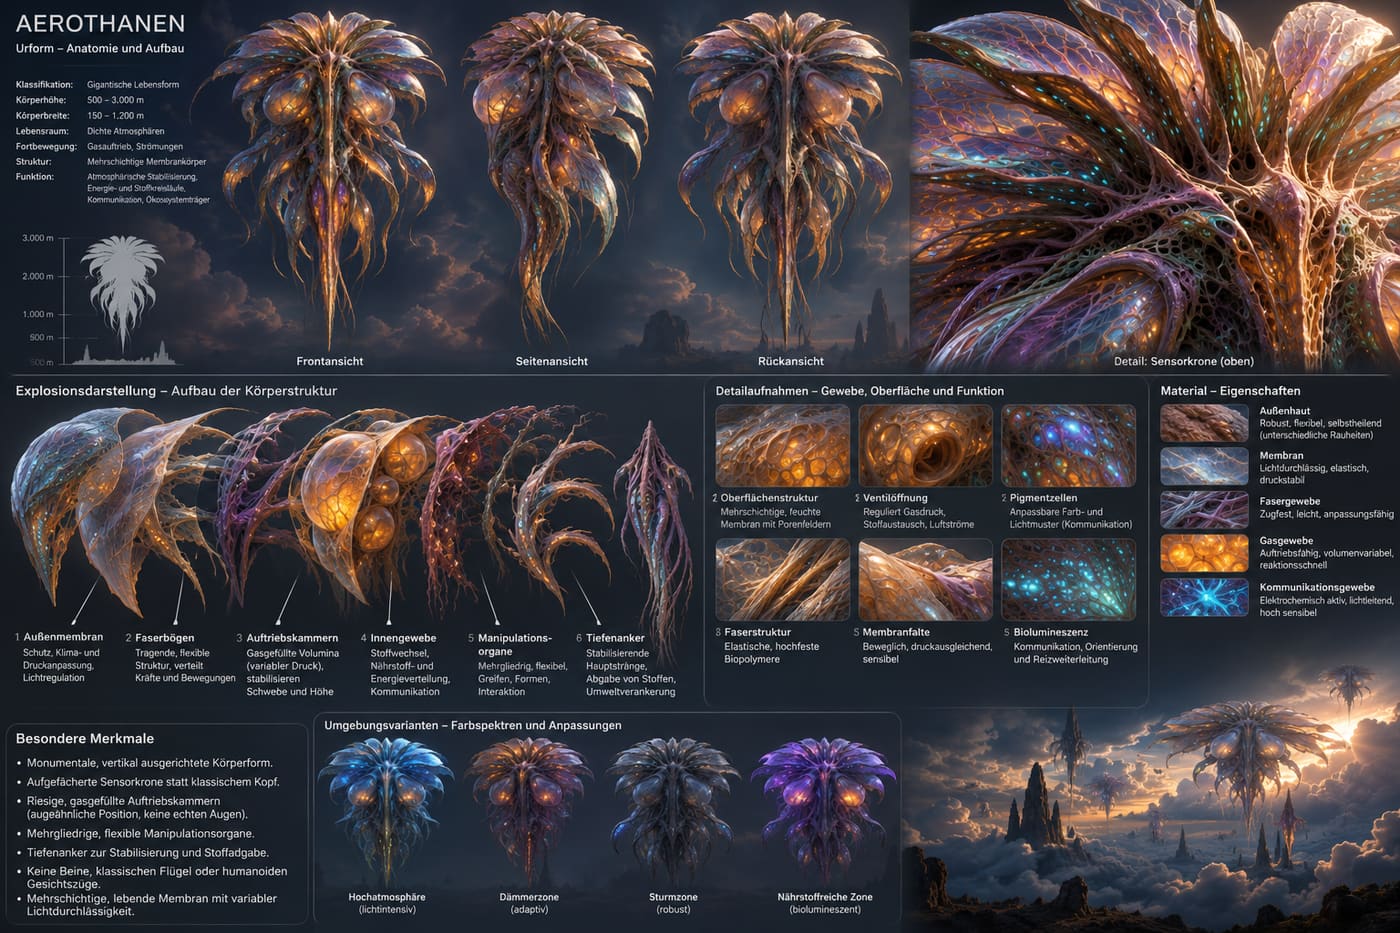 AEROTHANEN
Urform – Anatomie und Aufbau
Klassifikation: Gigantische Lebensform
Körperhöhe: 500 – 3.000 m
Körperbreite: 150 – 1.200 m
Lebensraum: Dichte Atmosphären
Fortbewegung: Gasauftrieb, Strömungen
Struktur: Mehrschichtige Membrankörper
Funktion: Atmosphärische Stabilisierung,
Energie- und Stoffkreisläufe,
Kommunikation, Ökosystemträger
3.000 m
2.000 m
1.000 m
500 m
500 m
Frontansicht
Seitenansicht
Rückansicht
Detail: Sensorkrone (oben)
Explosionsdarstellung – Aufbau der Körperstruktur
1 Außenmembran
Schutz, Klima- und
Druckanpassung,
Lichtregulation
2 Faserbögen
Tragende, flexible
Struktur, verteilt
Kräfte und Bewegungen
3 Auftriebskammern
Gasgefüllte Volumina
(variabler Druck),
stabilisieren
Schwebe und Höhe
4 Innengewebe
Stoffwechsel,
Nährstoff- und
Energieverteilung,
Kommunikation
5 Manipulations-
organe
Mehrgliedrig, flexibel,
Greifen, Formen,
Interaktion
6 Tiefenanker
Stabilisierende
Hauptstränge,
Abgabe von Stoffen,
Umweltverankerung
Detailaufnahmen – Gewebe, Oberfläche und Funktion
2 Oberflächenstruktur
Mehrschichtige, feuchte
Membran mit Porenfeldern
Ventilöffnung
Reguliert Gasdruck,
Stoffaustausch, Luftströme
2 Pigmentzellen
Anpassbare Farb- und
Lichtmuster (Kommunikation)
3 Faserstruktur
Elastische, hochfeste
Biopolymere
5 Membranfalte
Beweglich, druckausgleichend,
sensibel
5 Biolumineszenz
Kommunikation, Orientierung
und Reizweiterleitung
Material – Eigenschaften
Außenhaut
Robust, flexibel, selbstheilend
(unterschiedliche Rauheiten)
Membran
Lichtdurchlässig, elastisch,
druckstabil
Fasergewebe
Zugfest, leicht, anpassungsfähig
Gasgewebe
Auftriebsfähig, volumenvariabel,
reaktionsschnell
Kommunikationsgewebe
Elektrochemisch aktiv, lichtleitend,
hoch sensibel
Besondere Merkmale
• Monumentale, vertikal ausgerichtete Körperform.
• Aufgefächerte Sensorkrone statt klassischem Kopf.
• Riesige, gasgefüllte Auftriebskammern
(augeähnliche Position, keine echten Augen).
• Mehrgliedrige, flexible Manipulationsorgane.
• Tiefenanker zur Stabilisierung und Stoffadgabe.
• Keine Beine, klassischen Flügel oder humanoiden
Gesichtszüge.
• Mehrschichtige, lebende Membran mit variabler
Lichtdurchlässigkeit.
Umgebungsvarianten – Farbspektren und Anpassungen
Hochatmosphäre
(lichtintensiv)
Dämmerzone
(adaptiv)
Sturmzone
(robust)
Nährstoffreiche Zone
(biolumineszent)